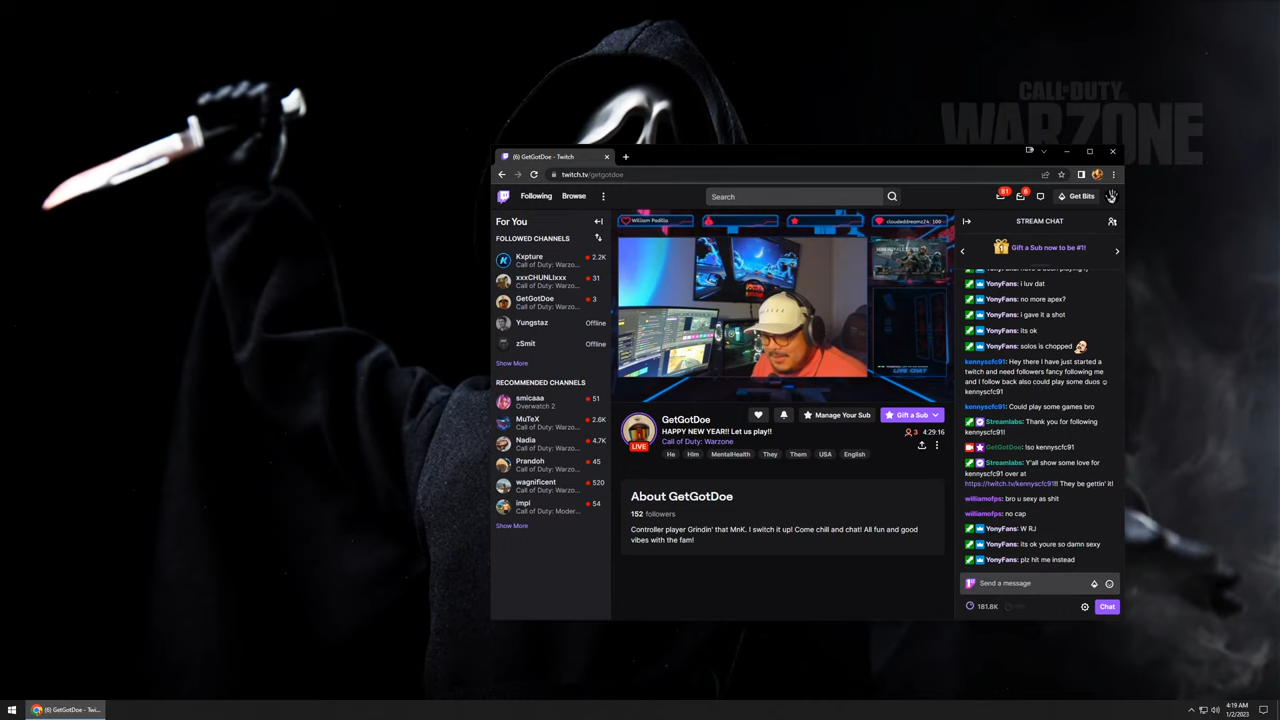 CALL OF DUTY
WARZONE
(6) GetGotDoe - Twitch
twitch.tv/getgotdoe
Following
Browse
Search
81
6
Get Bits
For You
FOLLOWED CHANNELS
Kxpture
2.2K
Call of Duty: Warzo...
xxxCHUNLIxxx
31
Call of Duty: Warzo...
GetGotDoe
3
Call of Duty: Warzo...
Yungstaz
Offline
zSmit
Offline
Show More
RECOMMENDED CHANNELS
smicaaa
51
Overwatch 2
MuTeX
2.6K
Call of Duty: Warzo...
Nadia
4.7K
Call of Duty: Warzo...
Prandoh
45
Call of Duty: Warzo...
wagnificent
520
Call of Duty: Warzo...
impl
54
Call of Duty: Moder...
Show More
William Padilla
cloudeddreamz24: 100
LIVE CHAT
LIVE
GetGotDoe
Manage Your Sub
Gift a Sub
HAPPY NEW YEAR!! Let us play!!
3
4:29:16
Call of Duty: Warzone
He
Him
MentalHealth
They
Them
USA
English
About GetGotDoe
152 followers
Controller player Grindin' that MnK. I switch it up! Come chill and chat! All fun and good
vibes with the fam!
STREAM CHAT
Gift a Sub now to be #1!
YonyFans: i luv dat
YonyFans: no more apex?
YonyFans: i gave it a shot
YonyFans: its ok
YonyFans: solos is chopped
kennyscfc91: Hey there I have just started a
twitch and need followers fancy following me
and I follow back also could play some duos
kennyscfc91
kennyscfc91: Could play some games bro
Streamlabs: Thank you for following
kennyscfc91!
GetGotDoe: !so kennyscfc91
Streamlabs: Y'all show some love for
kennyscfc91 over at
https://twitch.tv/kennyscfc91!! They be gettin' it!
williamofps: bro u sexy as shit
williamofps: no cap
YonyFans: W RJ
YonyFans: its ok youre so damn sexy
YonyFans: plz hit me instead
Send a message
181.8K
Chat
(6) GetGotDoe - Twi...
4:19 AM
1/2/2023